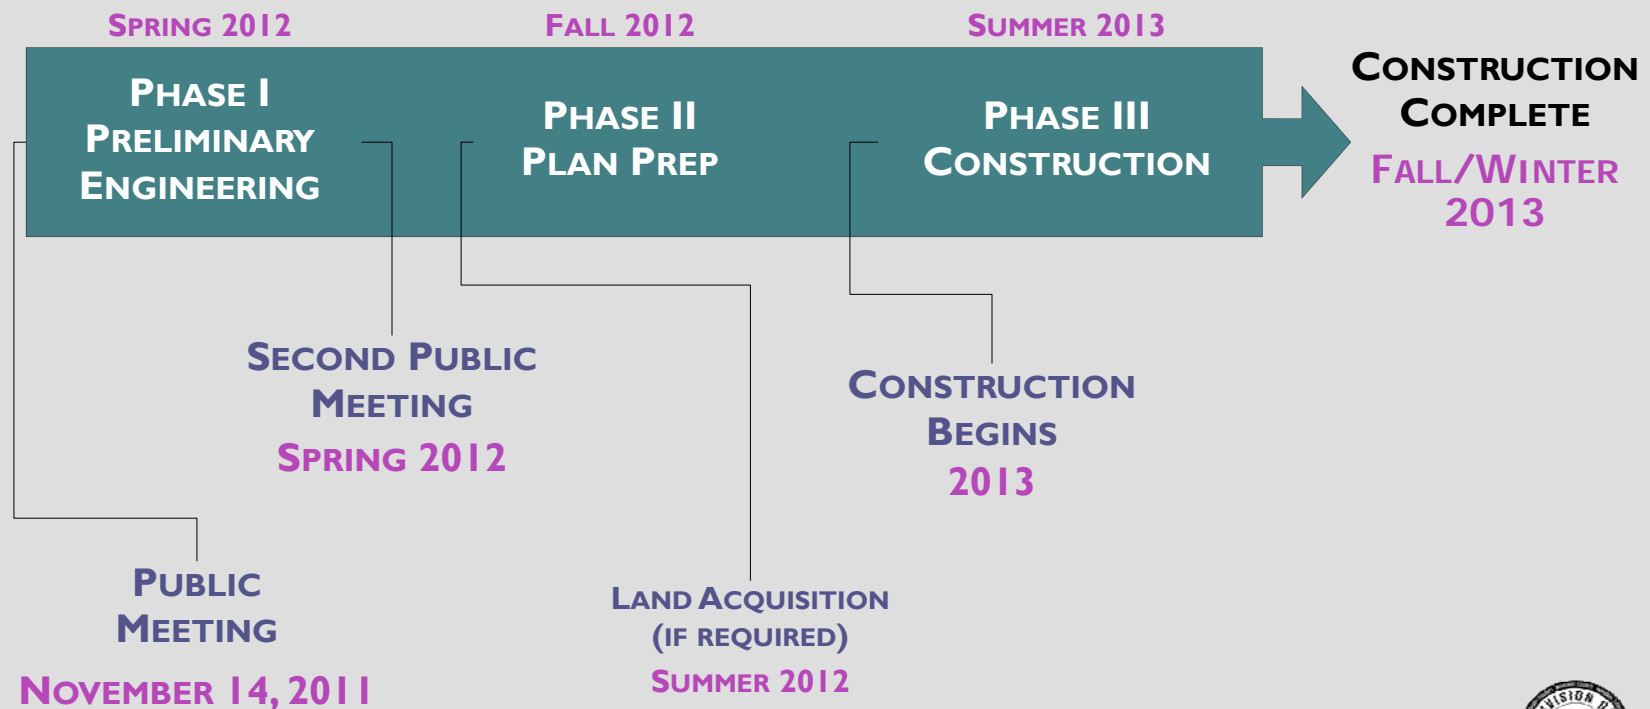 SPRING 2012
FALL 2012
SUMMER 2013
PHASE I
PRELIMINARY
ENGINEERING
PHASE II
PLAN PREP
PHASE III
CONSTRUCTION
CONSTRUCTION
COMPLETE
FALL/WINTER
2013
SECOND PUBLIC
MEETING
SPRING 2012
CONSTRUCTION
BEGINS
2013
PUBLIC
MEETING
NOVEMBER 14, 2011
LAND ACQUISITION
(IF REQUIRED)
SUMMER 2012